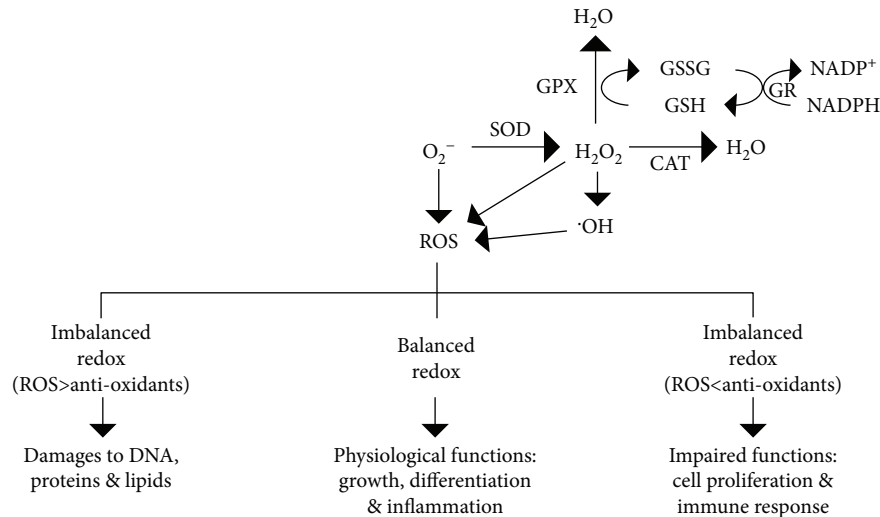 H₂O
GSSG
NADP⁺
GPX
GR
GSH
NADPH
SOD
O₂⁻
H₂O₂
H₂O
CAT
·OH
ROS
Imbalanced
redox
(ROS>anti-oxidants)
Balanced
redox
Imbalanced
redox
(ROS<anti-oxidants)
Damages to DNA,
proteins & lipids
Physiological functions:
growth, differentiation
& inflammation
Impaired functions:
cell proliferation &
immune response